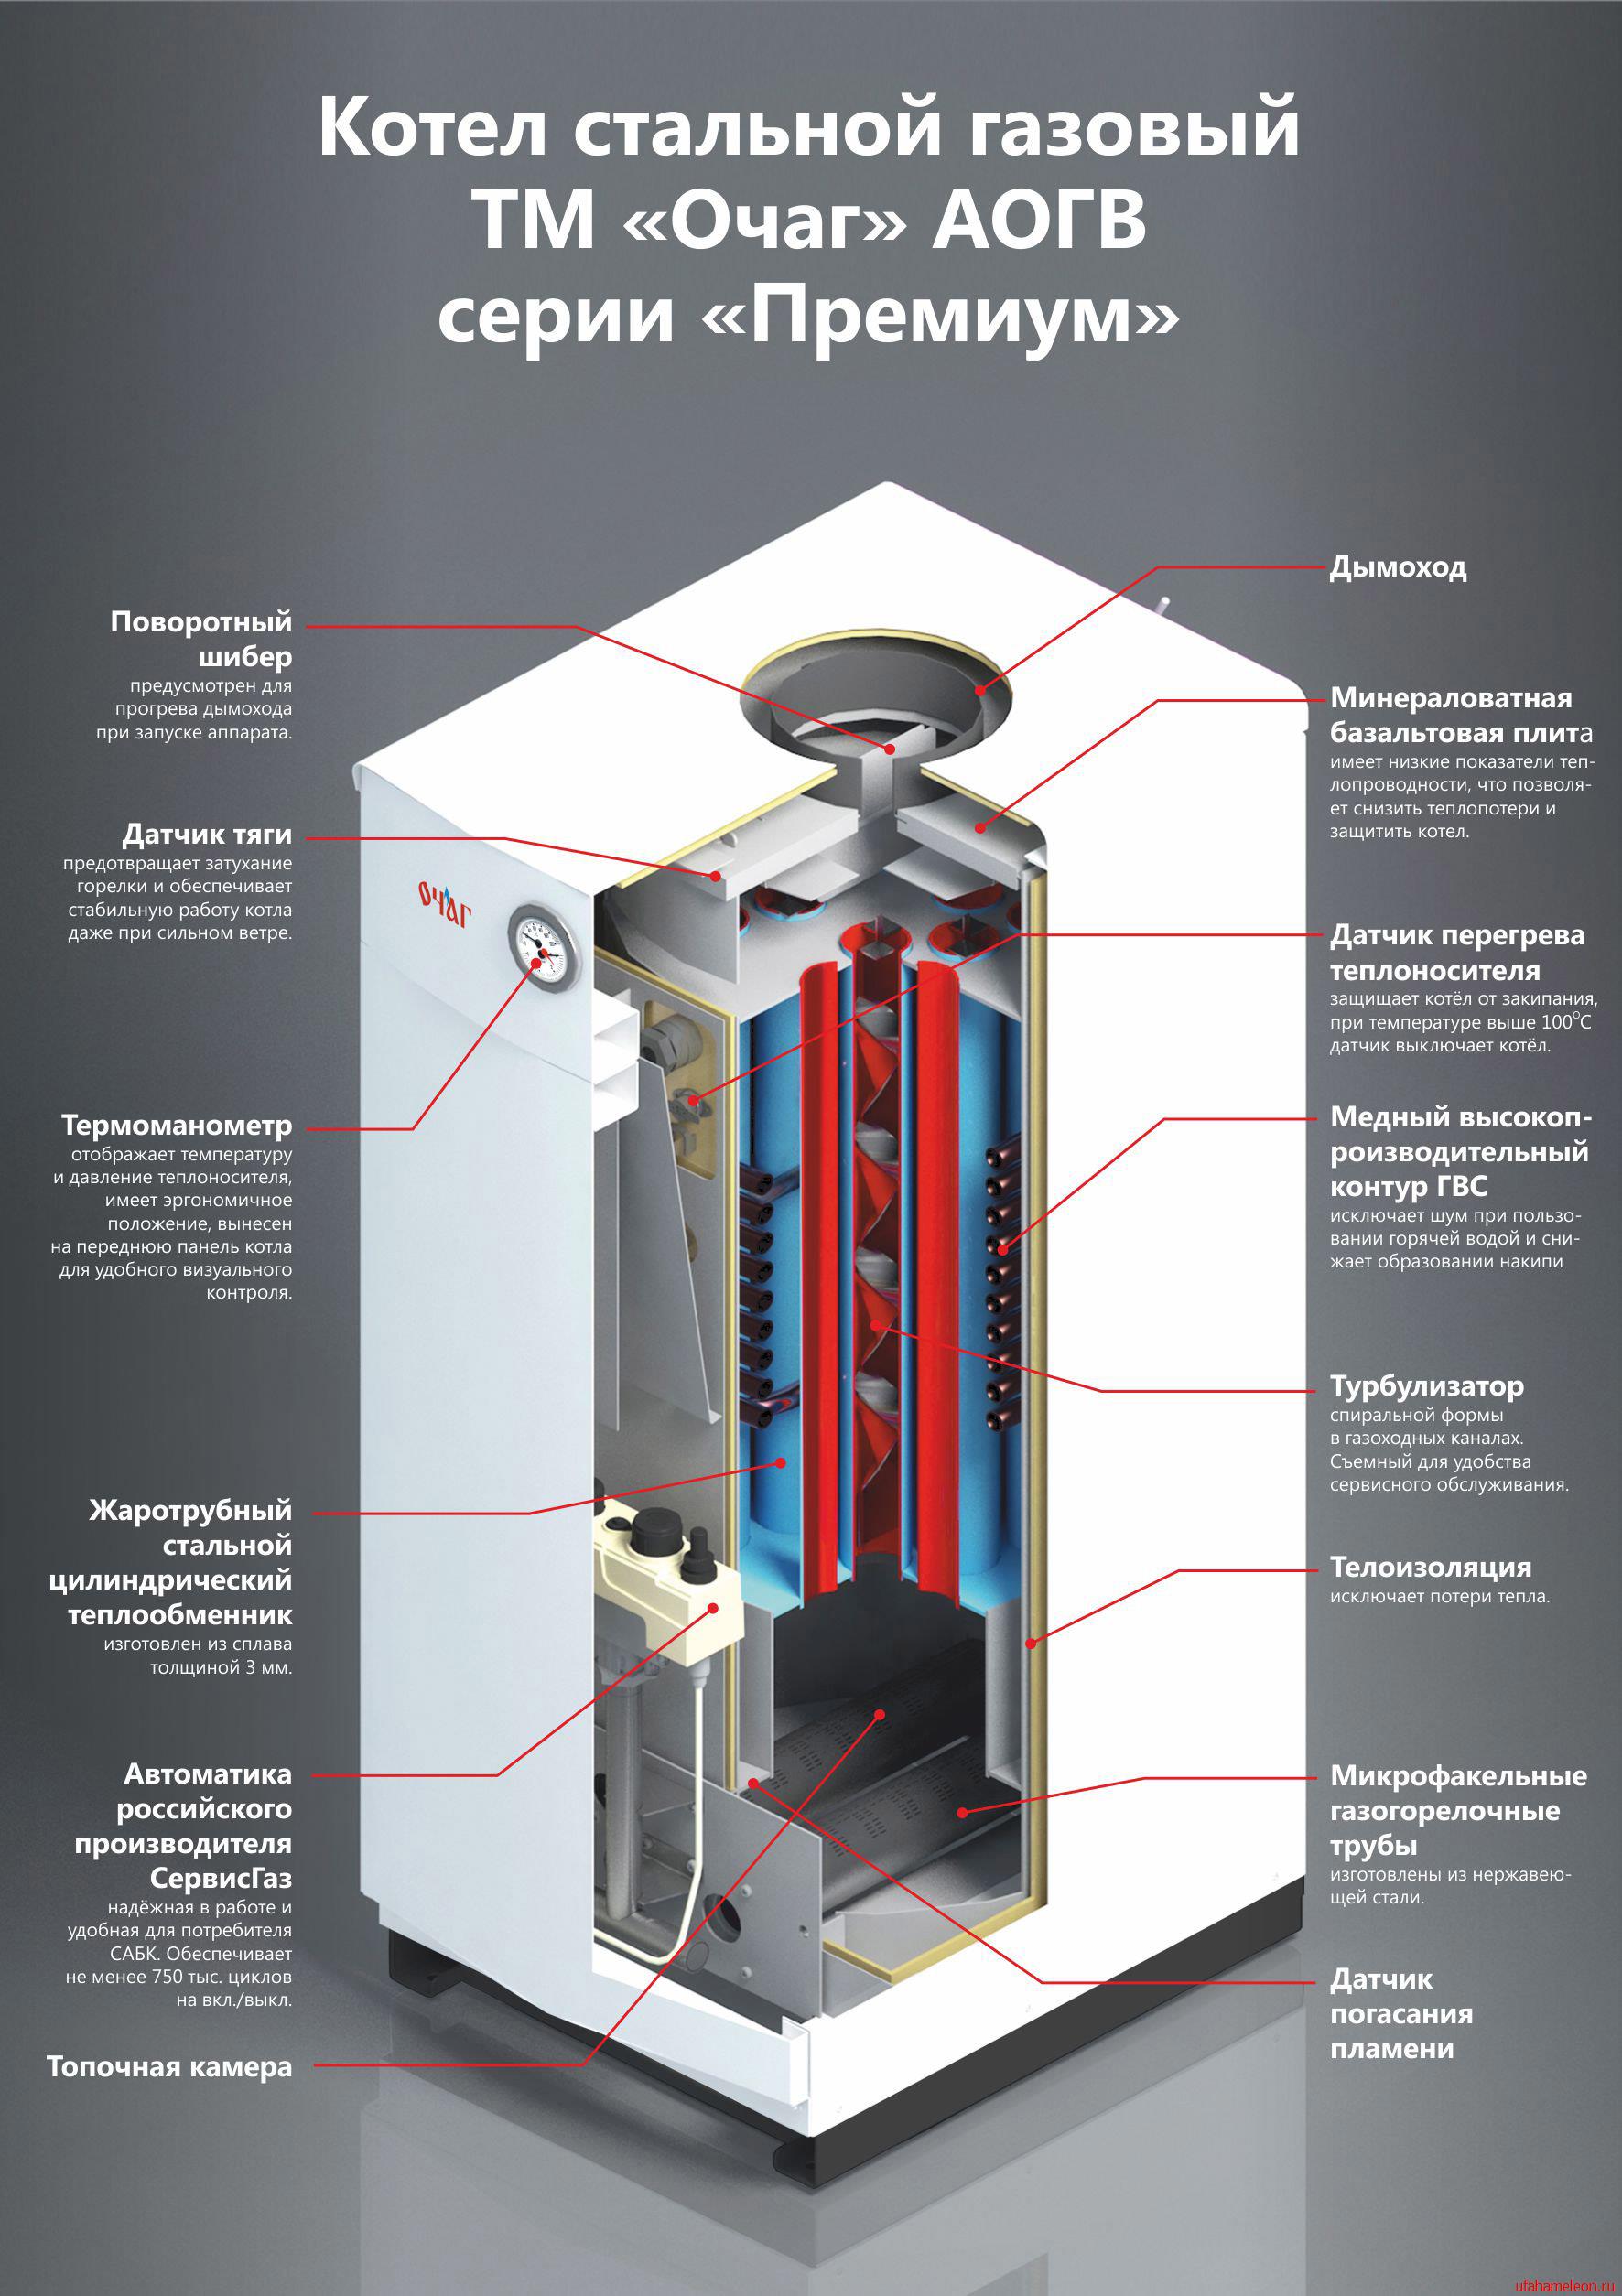 Котел стальной газовый
ТМ «Очаг» АОГВ
серии «Премиум»
Поворотный
шибер
предусмотрен для
прогрева дымохода
при запуске аппарата.
Датчик тяги
предотвращает затухание
горелки и обеспечивает
стабильную работу котла
даже при сильном ветре.
ОЧАГ
Термоманометр
отображает температуру
и давление теплоносителя,
имеет эргономичное
положение, вынесен
на переднюю панель котла
для удобного визуального
контроля.
Жаротрубный
стальной
цилиндрический
теплообменник
изготовлен из сплава
толщиной 3 мм.
Автоматика
российского
производителя
СервисГаз
надёжная в работе и
удобная для потребителя
САБК. Обеспечивает
не менее 750 тыс. циклов
на вкл./выкл.
Топочная камера
Дымоход
Минераловатная
базальтовая плита
имеет низкие показатели теп-
лопроводности, что позволя-
ет снизить теплопотери и
защитить котел.
Датчик перегрева
теплоносителя
защищает котёл от закипания,
при температуре выше 100°С
датчик выключает котёл.
Медный высокоп-
роизводительный
контур ГВС
исключает шум при пользо-
вании горячей водой и сни-
жает образовании накипи
Турбулизатор
спиральной формы
в газоходных каналах.
Съемный для удобства
сервисного обслуживания.
Телоизоляция
исключает потери тепла.
Микрофакельные
газогорелочные
трубы
изготовлены из нержавею-
щей стали.
Датчик
погасания
пламени
ufahameleon.ru